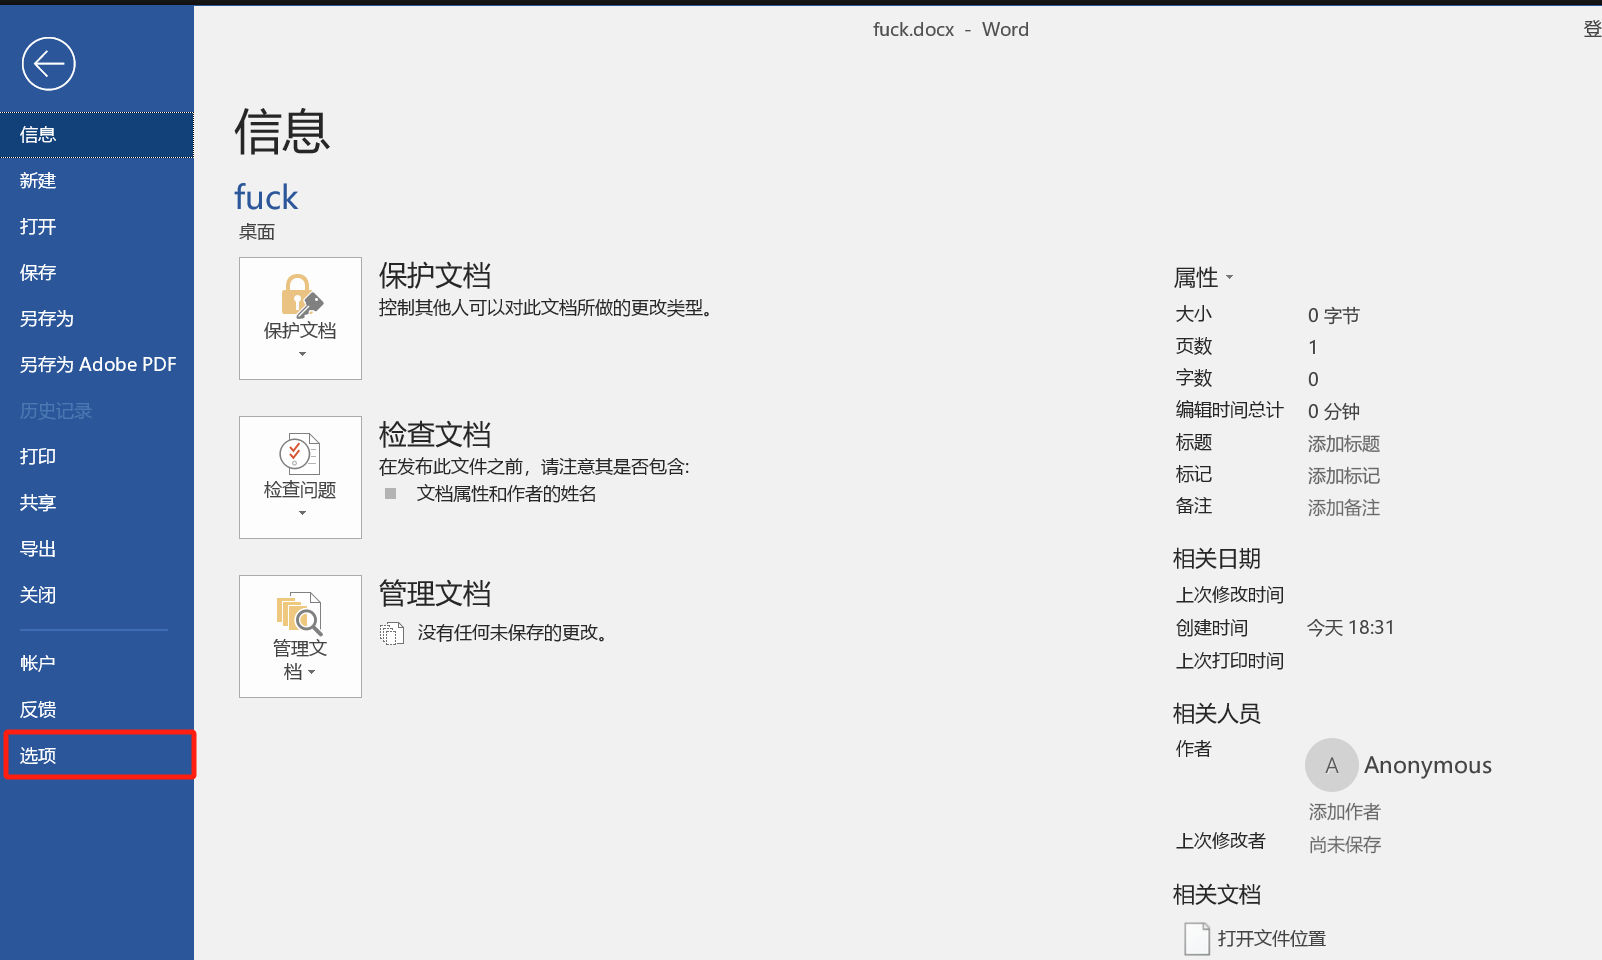 fuck.docx - Word
登
信息
新建
打开
保存
另存为
另存为 Adobe PDF
历史记录
打印
共享
导出
关闭
帐户
反馈
选项
信息
fuck
桌面
保护文档
保护文档
控制其他人可以对此文档所做的更改类型。
检查问题
检查文档
在发布此文件之前，请注意其是否包含:
文档属性和作者的姓名
管理文
档
管理文档
没有任何未保存的更改。
属性
大小 0 字节
页数 1
字数 0
编辑时间总计 0 分钟
标题 添加标题
标记 添加标记
备注 添加备注
相关日期
上次修改时间
创建时间 今天 18:31
上次打印时间
相关人员
作者
A Anonymous
添加作者
上次修改者 尚未保存
相关文档
打开文件位置